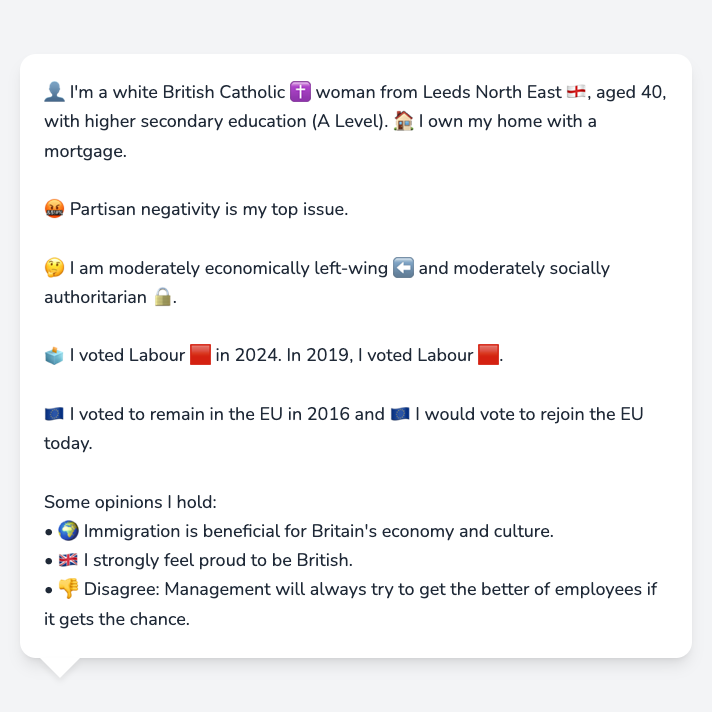 👤 I'm a white British Catholic ✝️ woman from Leeds North East 🏴󠁧󠁢󠁥󠁮󠁧󠁿, aged 40,
with higher secondary education (A Level). 🏠 I own my home with a
mortgage.
🤬 Partisan negativity is my top issue.
🤔 I am moderately economically left-wing ⬅️ and moderately socially
authoritarian 🔒.
🗳️ I voted Labour 🟥 in 2024. In 2019, I voted Labour 🟥.
🇪🇺 I voted to remain in the EU in 2016 and 🇪🇺 I would vote to rejoin the EU
today.
Some opinions I hold:
• 🌍 Immigration is beneficial for Britain's economy and culture.
• 🇬🇧 I strongly feel proud to be British.
• 👎 Disagree: Management will always try to get the better of employees if
it gets the chance.